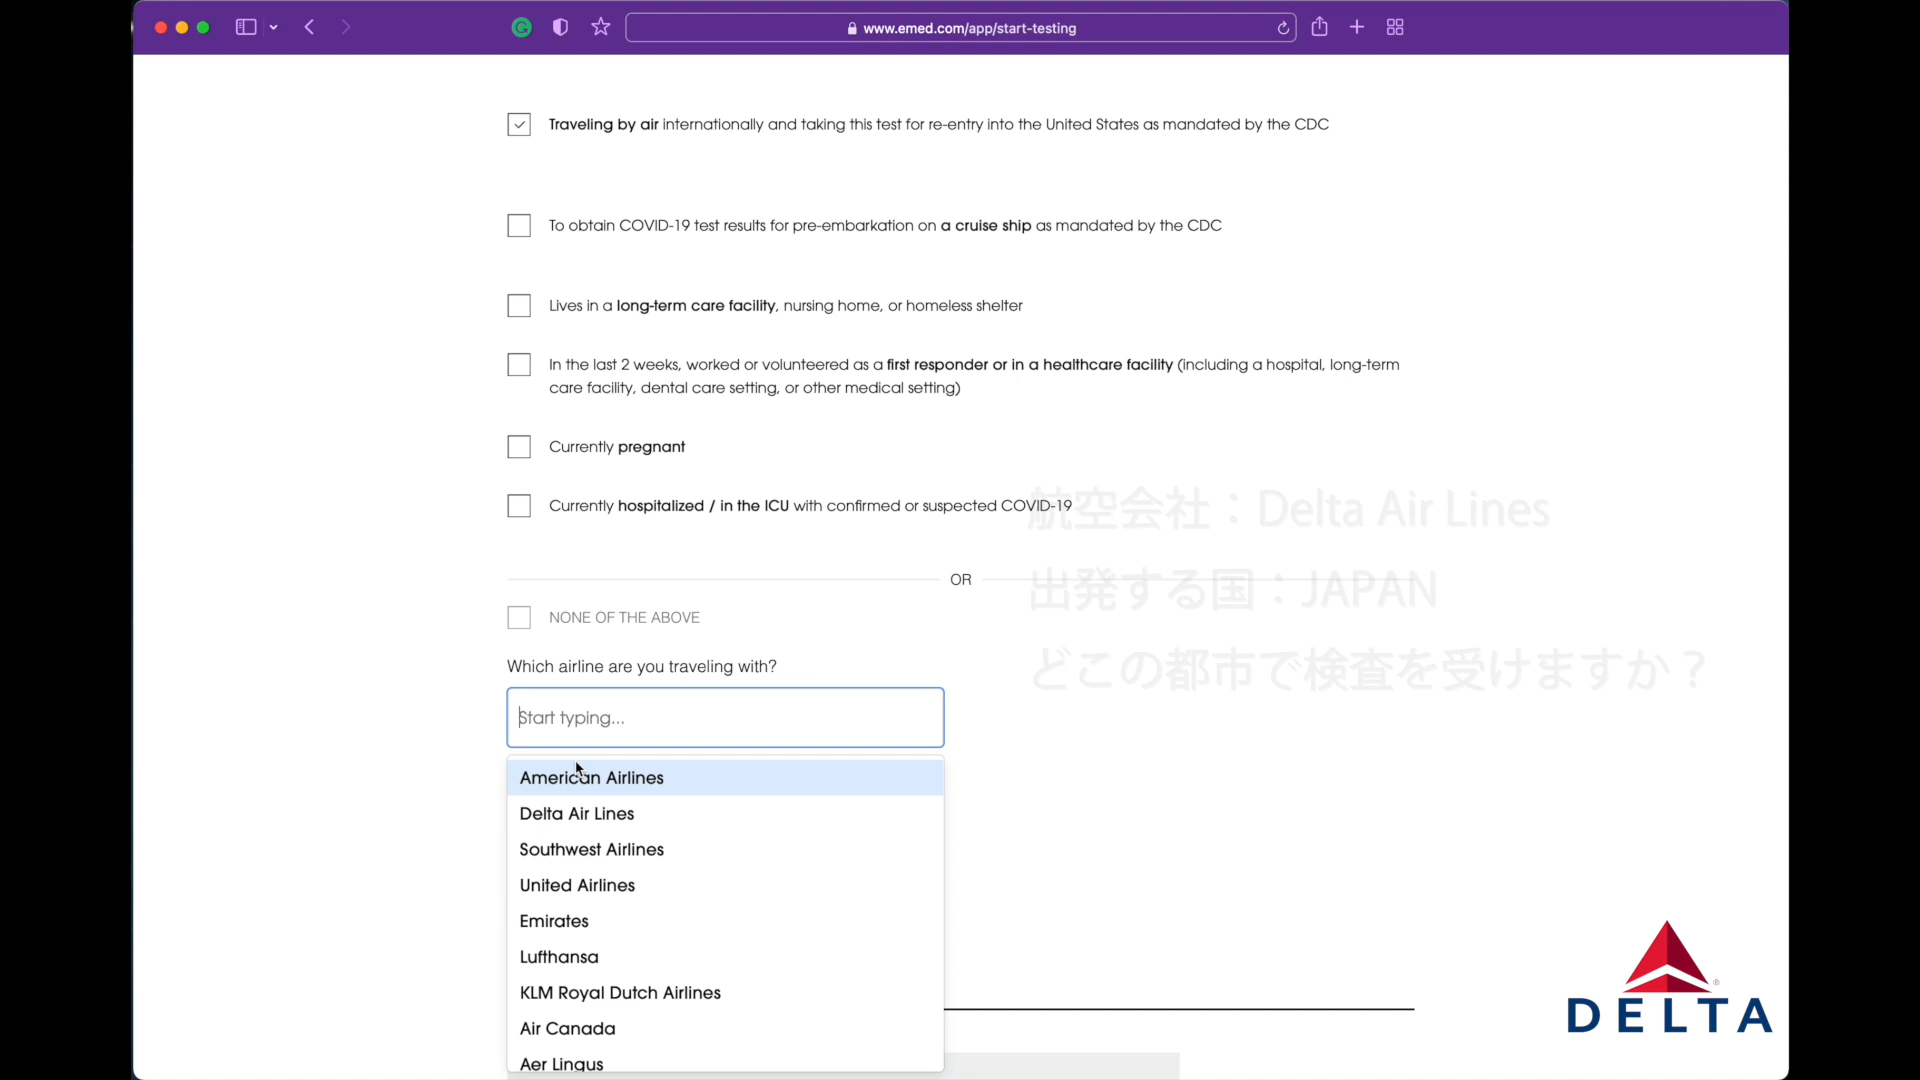 www.emed.com/app/start-testing
Traveling by air internationally and taking this test for re-entry into the United States as mandated by the CDC
To obtain COVID-19 test results for pre-embarkation on a cruise ship as mandated by the CDC
Lives in a long-term care facility, nursing home, or homeless shelter
In the last 2 weeks, worked or volunteered as a first responder or in a healthcare facility (including a hospital, long-term
care facility, dental care setting, or other medical setting)
Currently pregnant
Currently hospitalized / in the ICU with confirmed or suspected COVID-19
航空会社：Delta Air Lines
OR
出発する国：JAPAN
NONE OF THE ABOVE
Which airline are you traveling with?
どこの都市で検査を受けますか？
Start typing...
American Airlines
Delta Air Lines
Southwest Airlines
United Airlines
Emirates
Lufthansa
KLM Royal Dutch Airlines
Air Canada
Aer Lingus
DELTA